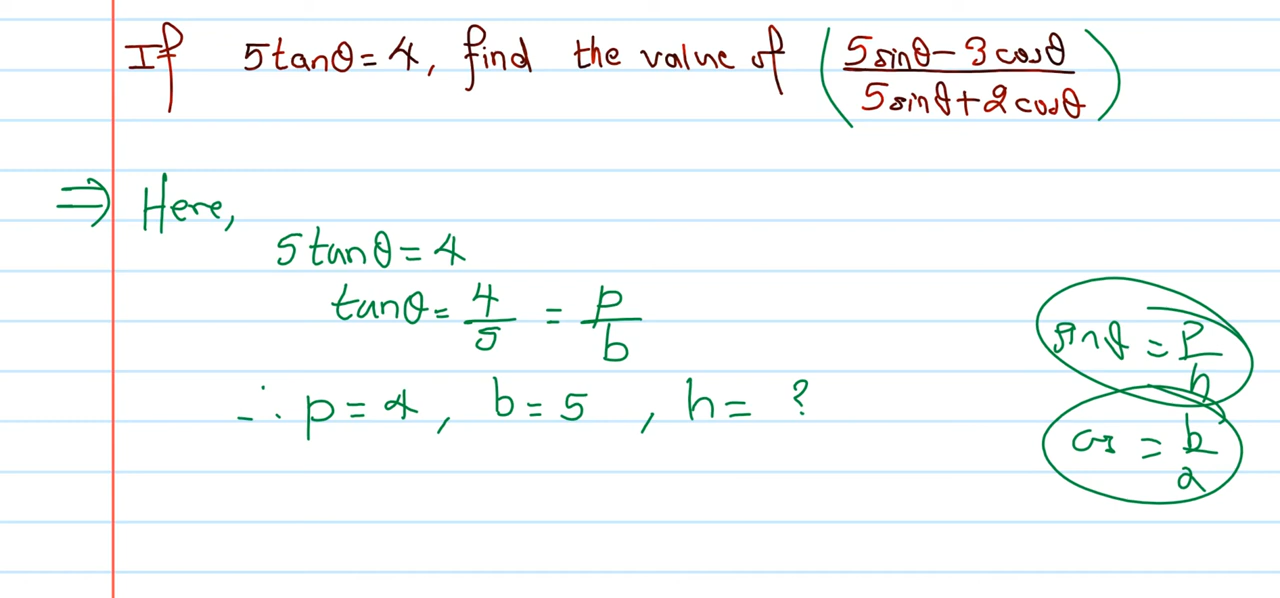 If 5tanθ = 4, find the value of (5sinθ - 3cosθ / 5sinθ + 2cosθ)
⇒ Here,
5tanθ = 4
tanθ = 4/5 = p/b
∴ p = 4, b = 5, h = ?
sinθ = p/h
cos = b/2